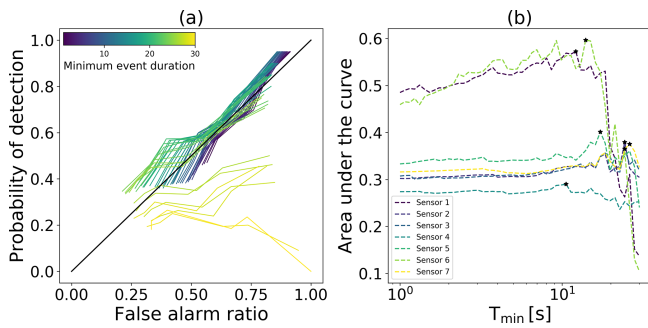 (a)
10 20 30
Minimum event duration
1.0
0.8
0.6
0.4
0.2
0.0
Probability of detection
0.00 0.25 0.50 0.75 1.00
False alarm ratio
(b)
0.6
0.5
0.4
0.3
0.2
0.1
Area under the curve
Sensor 1
Sensor 2
Sensor 3
Sensor 4
Sensor 5
Sensor 6
Sensor 7
10⁰ 10¹
Tmin [s]